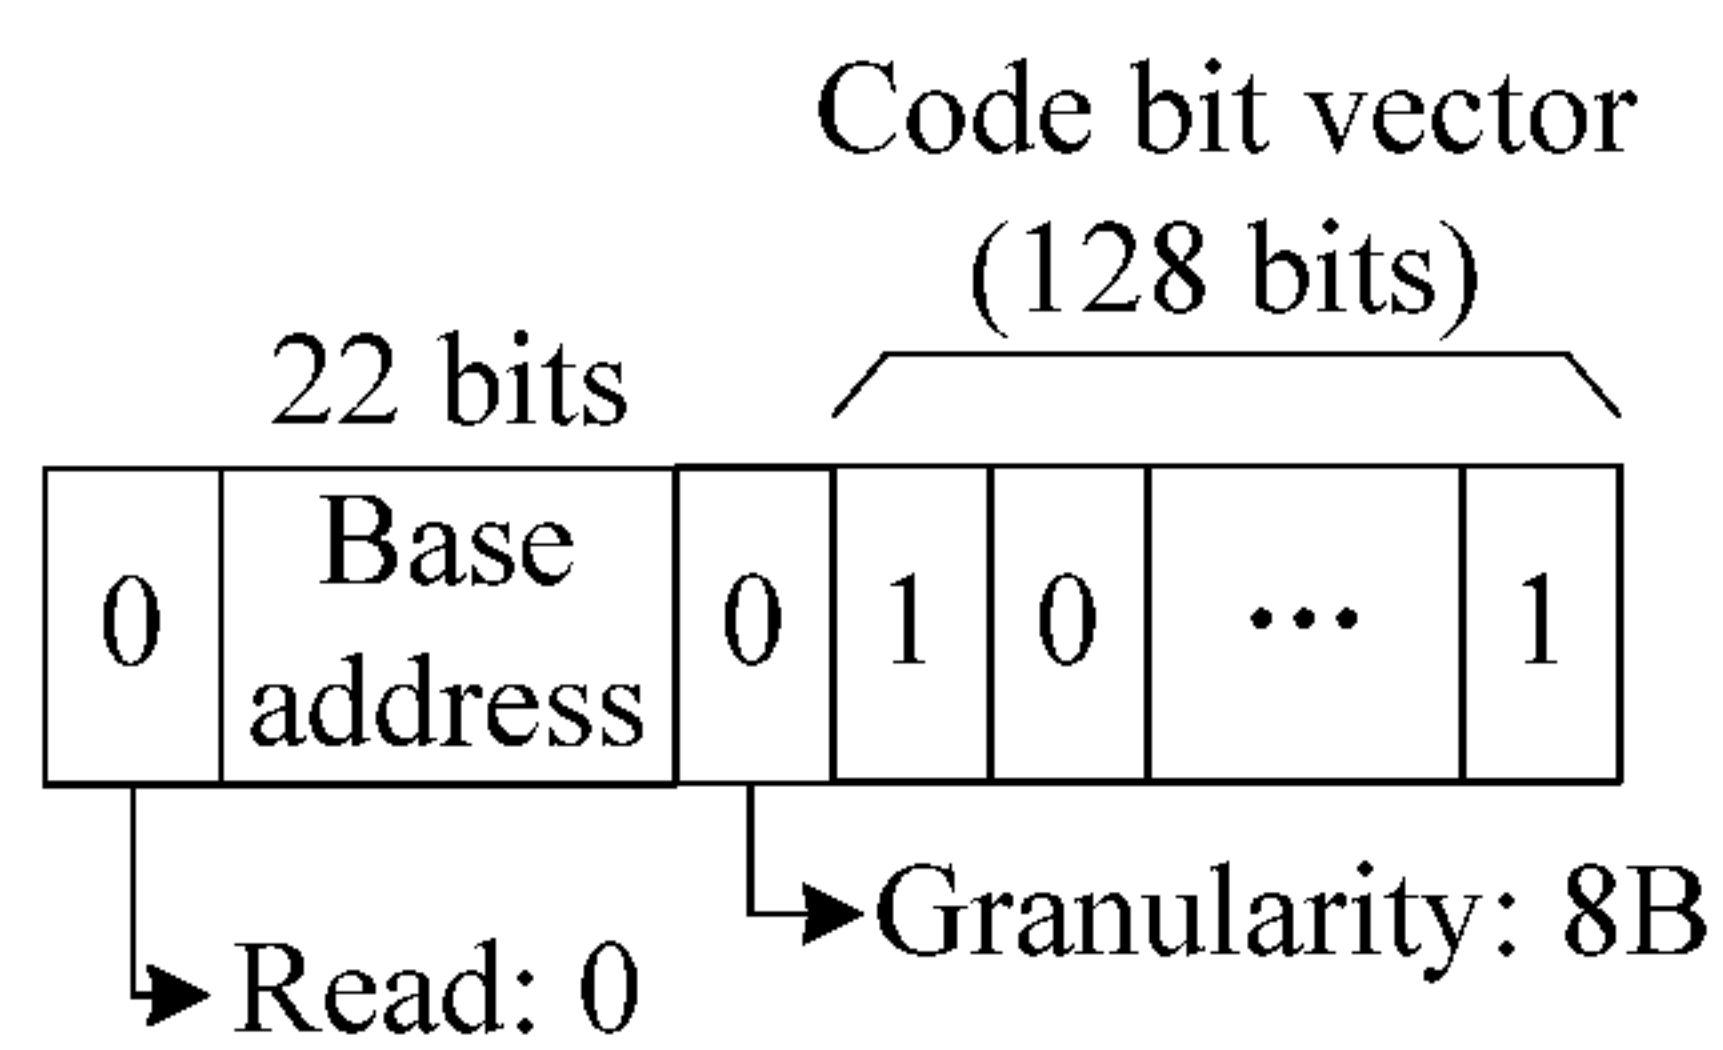 Code bit vector
(128 bits)
22 bits
0
Base
address
0
1
0
...
1
Granularity: 8B
Read: 0